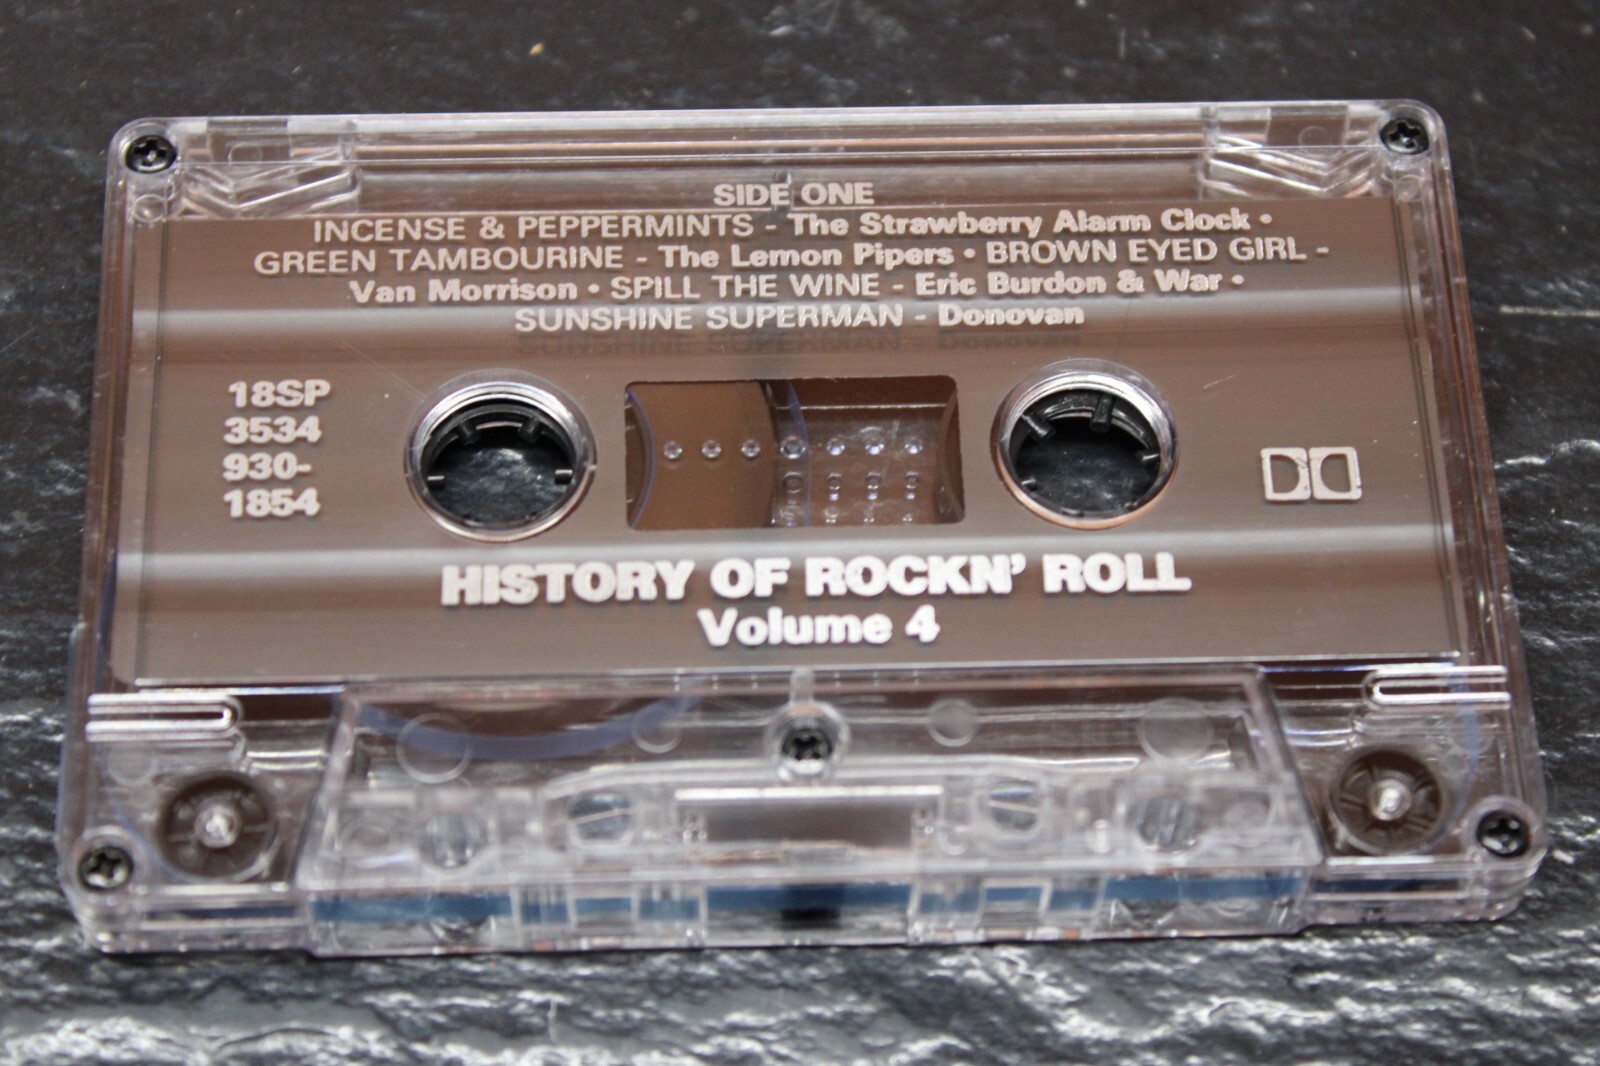 SIDE ONE
INCENSE & PEPPERMINTS - The Strawberry Alarm Clock •
GREEN TAMBOURINE - The Lemon Pipers • BROWN EYED GIRL -
Van Morrison • SPILL THE WINE - Eric Burdon & War •
SUNSHINE SUPERMAN - Donovan
18SP
3534
930-
1854
HISTORY OF ROCKN' ROLL
Volume 4